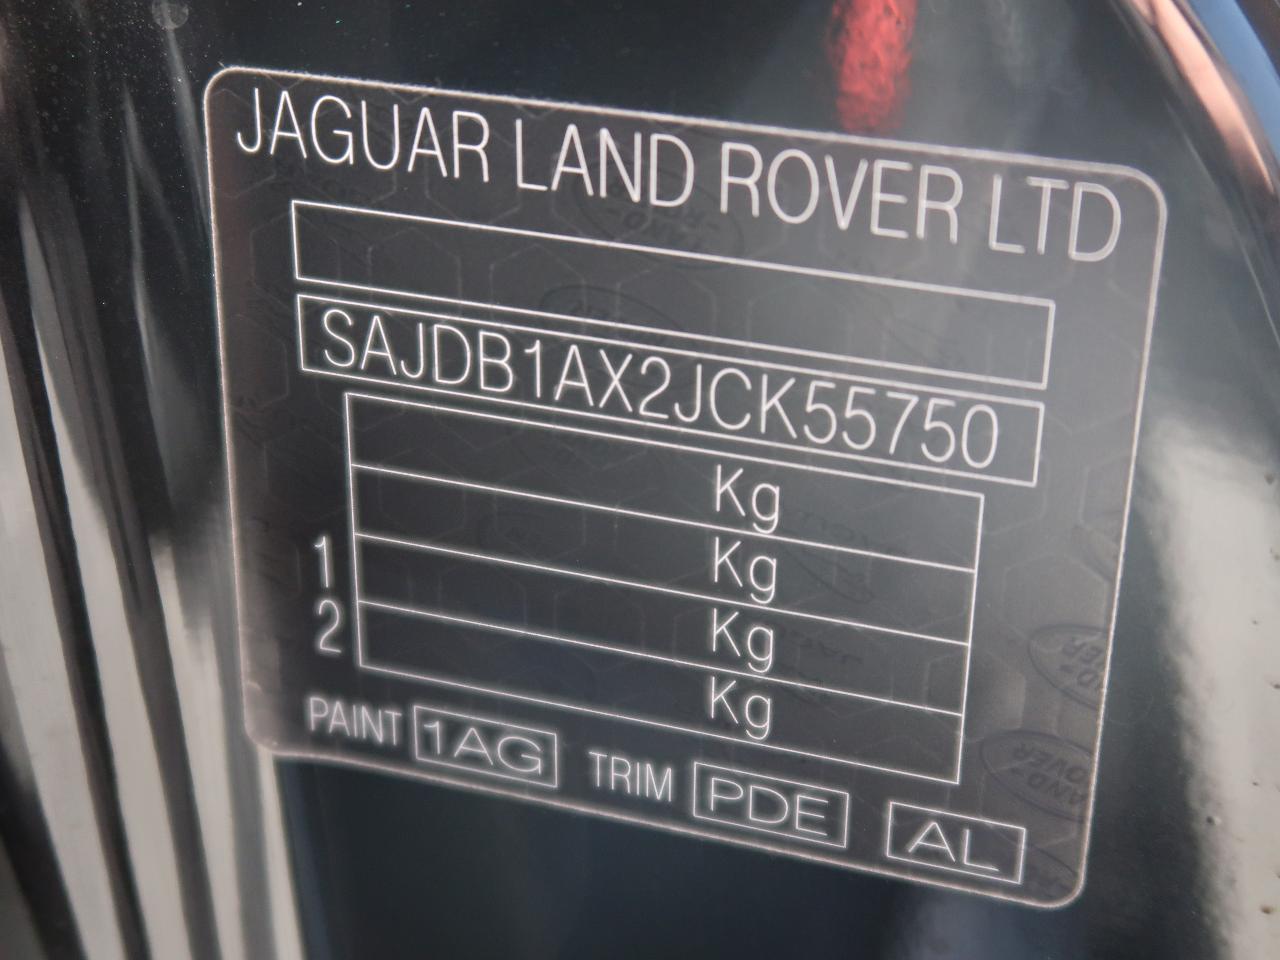 JAGUAR LAND ROVER LTD
SAJDB1AX2JCK55750
Kg
Kg
1 Kg
2 Kg
PAINT 1AG TRIM PDE AL